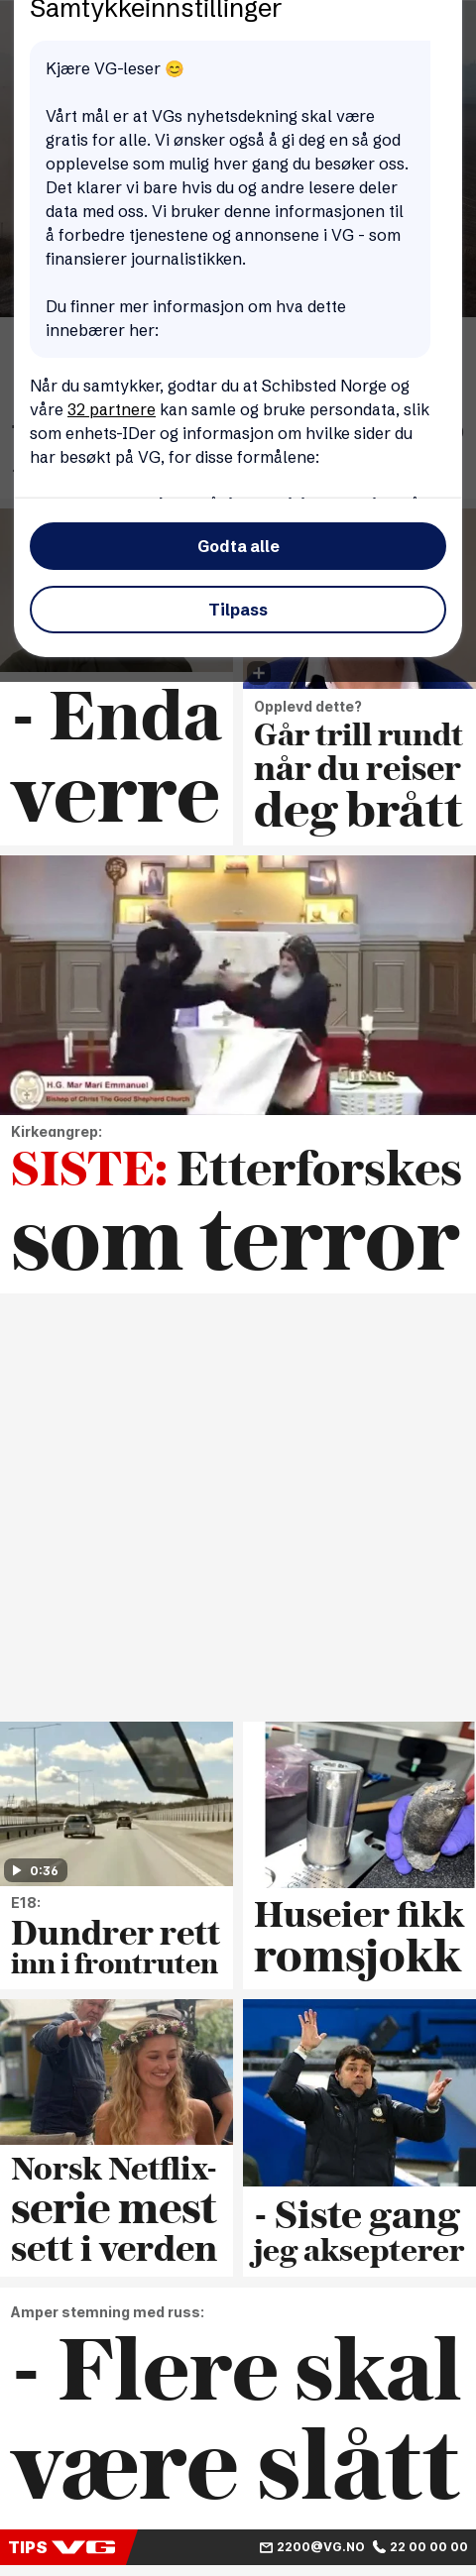 Samtykkeinnstillinger
Kjære VG-leser 😊
Vårt mål er at VGs nyhetsdekning skal være
gratis for alle. Vi ønsker også å gi deg en så god
opplevelse som mulig hver gang du besøker oss.
Det klarer vi bare hvis du og andre lesere deler
data med oss. Vi bruker denne informasjonen til
å forbedre tjenestene og annonsene i VG - som
finansierer journalistikken.
Du finner mer informasjon om hva dette
innebærer her:
Når du samtykker, godtar du at Schibsted Norge og
våre 32 partnere kan samle og bruke persondata, slik
som enhets-IDer og informasjon om hvilke sider du
har besøkt på VG, for disse formålene:
Godta alle
Tilpass
- Enda
verre
Opplevd dette?
Går trill rundt
når du reiser
deg brått
H.G. Mar Mari Emmanuel
Bishop of Christ The Good Shepherd Church
JESUS
Kirkeangrep:
SISTE: Etterforskes
som terror
0:36
E18:
Dundrer rett
inn i frontruten
Huseier fikk
romsjokk
Norsk Netflix-
serie mest
sett i verden
- Siste gang
jeg aksepterer
Amper stemning med russ:
- Flere skal
være slått
TIPS VG
2200@VG.NO 22 00 00 00